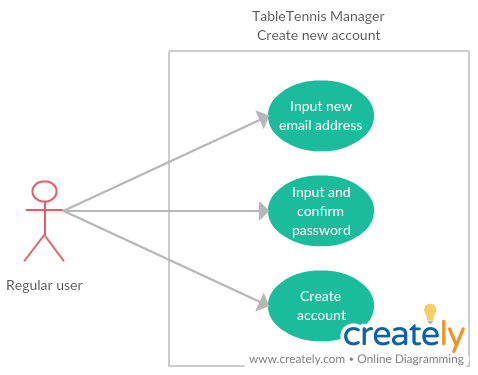 TableTennis Manager
Create new account
Input new
email address
Input and
confirm
password
Regular user
Create
account
creately
www.creately.com • Online Diagramming